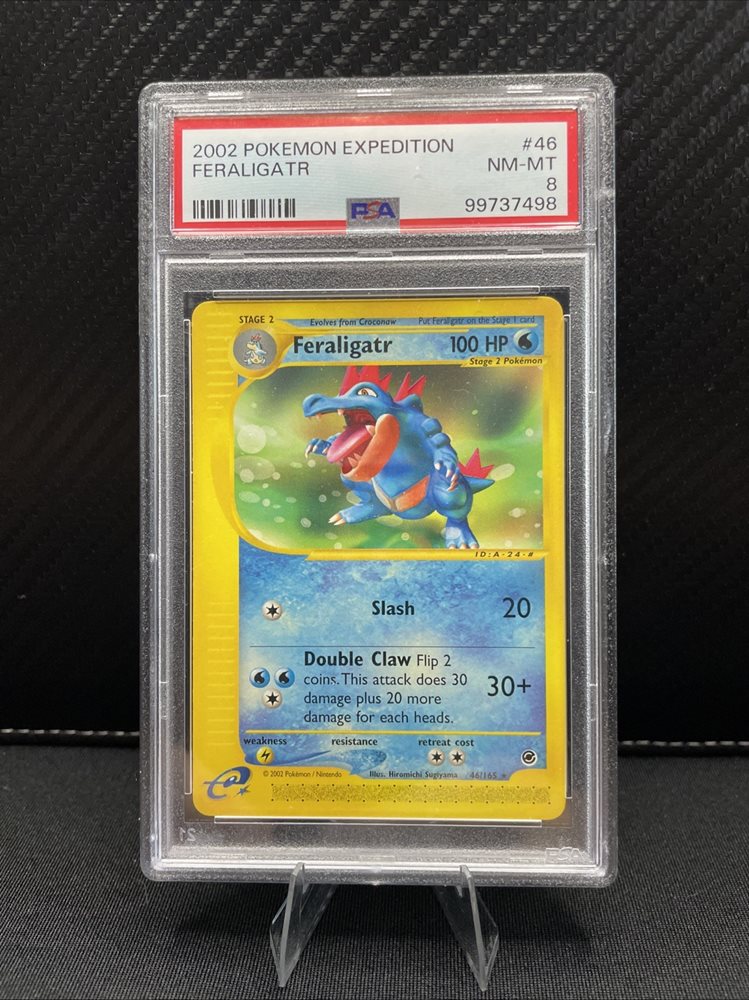 2002 POKEMON EXPEDITION #46
FERALIGATR NM-MT
8
PSA 99737498
STAGE 2 Evolves from Croconaw Put Feraligatr on the Stage 1 card
Feraligatr 100 HP
Stage 2 Pokémon
ID:A-24-#
Slash 20
Double Claw Flip 2
coins. This attack does 30
damage plus 20 more
damage for each heads.
30+
weakness resistance retreat cost
© 2002 Pokémon / Nintendo Illus. Hiromichi Sugiyama 46/165 ★
e
PSA